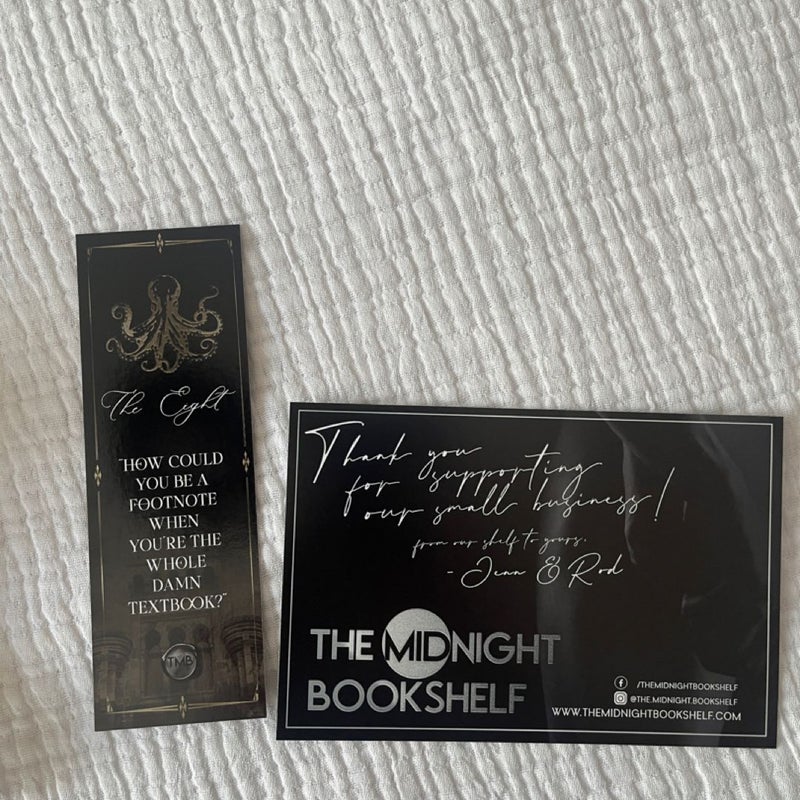 The Eight
"HOW COULD
YOU BE A
FOOTNOTE
WHEN
YOU'RE THE
WHOLE
DAMN
TEXTBOOK?"
TMB
Thank you
for supporting
our small business!
from our shelf to yours.
- Jenn & Rod
THE MIDNIGHT
BOOKSHELF
/THEMIDNIGHTBOOKSHELF
@THE.MIDNIGHT.BOOKSHELF
WWW.THEMIDNIGHTBOOKSHELF.COM